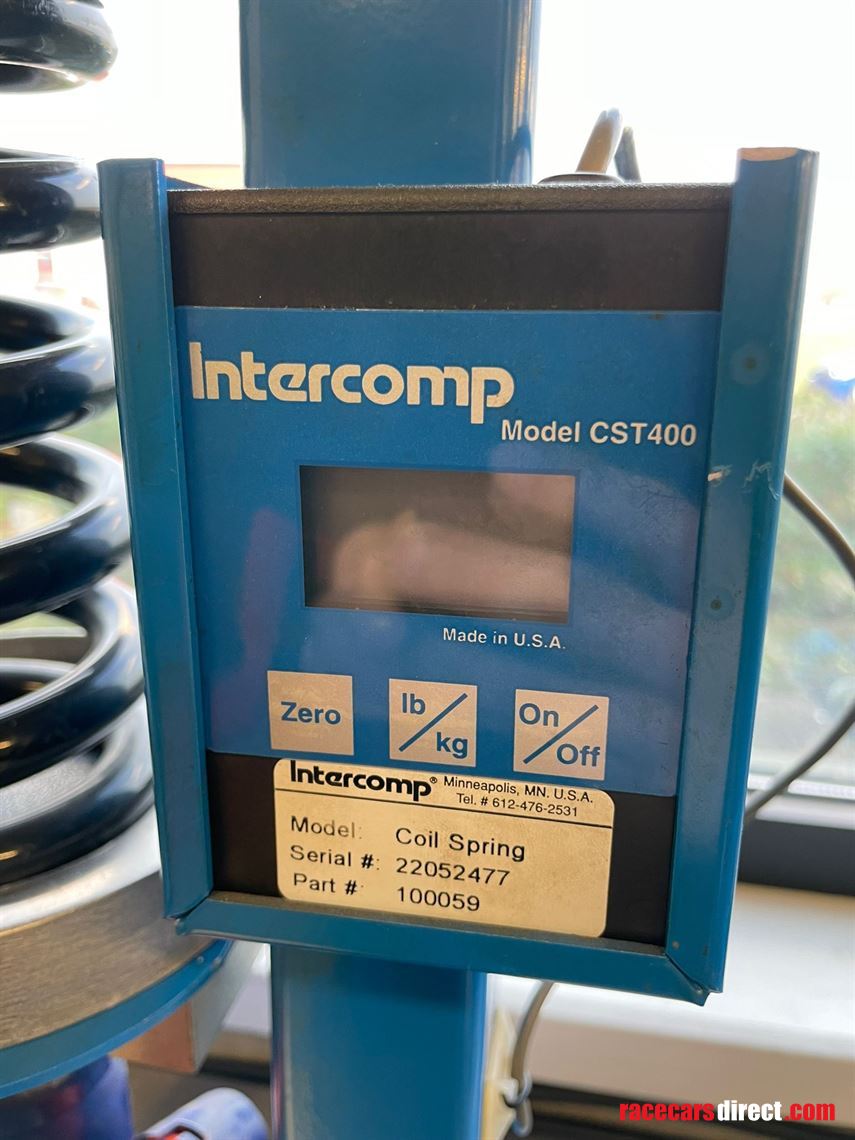 Intercomp
Model CST400
Made in U.S.A.
Zero
lb/kg
On/Off
Intercomp® Minneapolis, MN. U.S.A.
Tel. # 612-476-2531
Model: Coil Spring
Serial #: 22052477
Part #: 100059
racecarsdirect.com